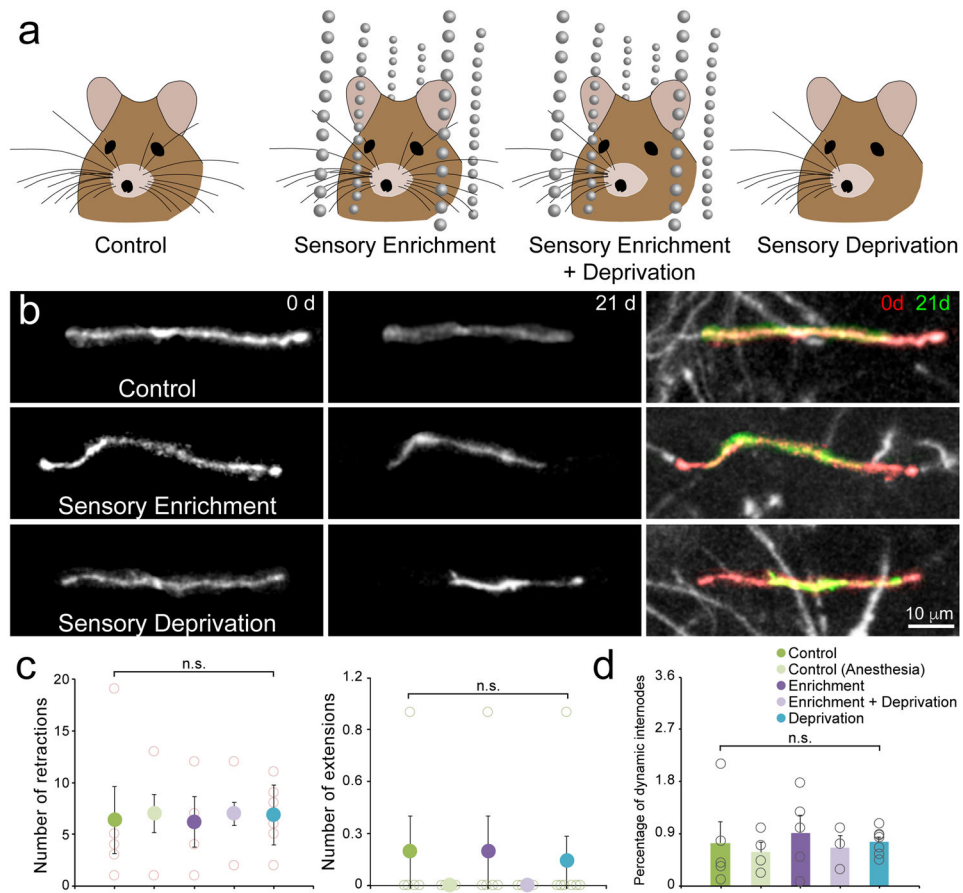 a
Control
Sensory Enrichment
Sensory Enrichment
+ Deprivation
Sensory Deprivation
b
0 d
21 d
0d 21d
Control
Sensory Enrichment
Sensory Deprivation
10 µm
c
n.s.
Number of retractions
20
15
10
5
0
n.s.
Number of extensions
1.2
0.8
0.6
0.3
0
d
Control
Control (Anesthesia)
Enrichment
Enrichment + Deprivation
Deprivation
n.s.
Percentage of dynamic internodes
3.6
2.7
1.8
0.9
0